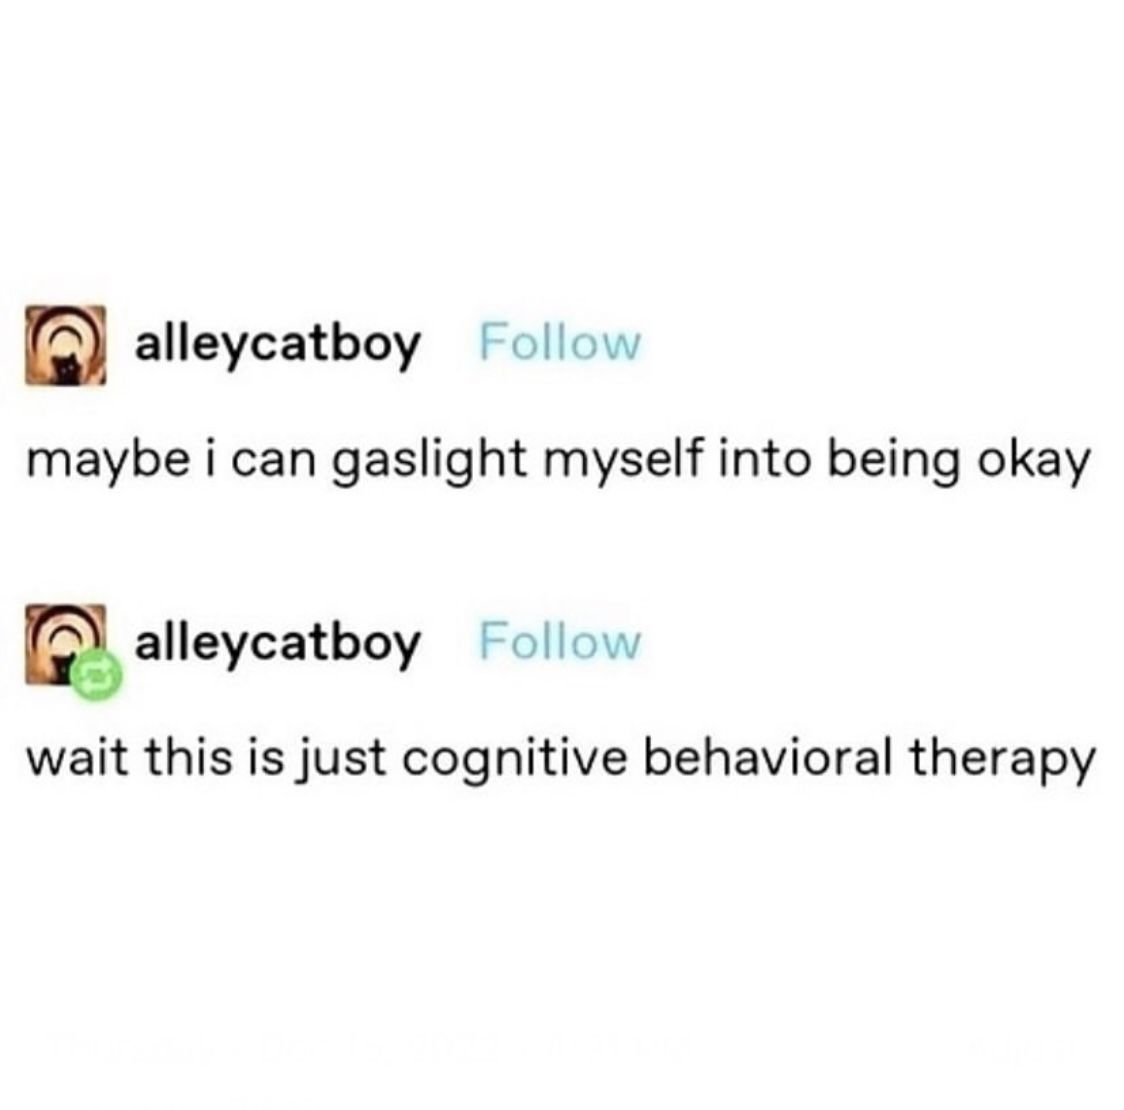 alleycatboy Follow
maybe i can gaslight myself into being okay
alleycatboy Follow
wait this is just cognitive behavioral therapy